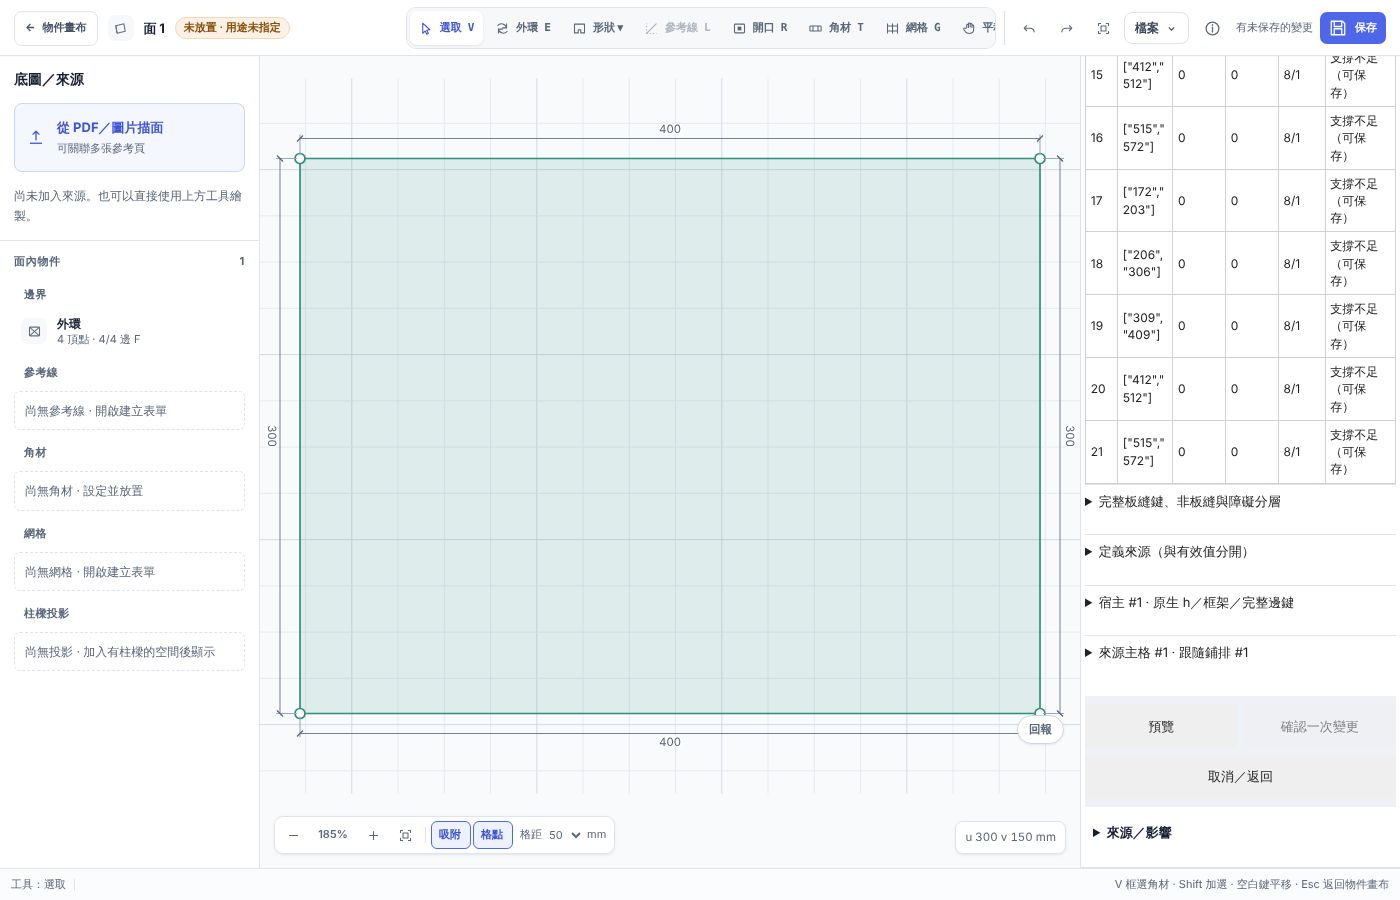 物件畫布
面 1
未放置 · 用途未指定
選取 V
外環 E
形狀▾
參考線 L
開口 R
角材 T
網格 G
檔案
有未保存的變更
保存
底圖／來源
從 PDF／圖片描面
可關聯多張參考頁
尚未加入來源。也可以直接使用上方工具繪
製。
面內物件 1
邊界
外環
4 頂點 · 4/4 邊 F
參考線
尚無參考線 · 開啟建立表單
角材
尚無角材 · 設定並放置
網格
尚無網格 · 開啟建立表單
柱樑投影
尚無投影 · 加入有柱樑的空間後顯示
400
300
300
400
回報
185%
吸附
格點
格距 50 mm
u 300 v 150 mm
15 ["412"," 512"] 0 0 8/1 支撐不足（可保存）
16 ["515"," 572"] 0 0 8/1 支撐不足（可保存）
17 ["172"," 203"] 0 0 8/1 支撐不足（可保存）
18 ["206", "306"] 0 0 8/1 支撐不足（可保存）
19 ["309", "409"] 0 0 8/1 支撐不足（可保存）
20 ["412"," 512"] 0 0 8/1 支撐不足（可保存）
21 ["515"," 572"] 0 0 8/1 支撐不足（可保存）
完整板縫鍵、非板縫與障礙分層
定義來源（與有效值分開）
宿主 #1 · 原生 h／框架／完整邊鍵
來源主格 #1 · 跟隨鋪排 #1
預覽
確認一次變更
取消／返回
來源／影響
工具：選取
V 框選角材 · Shift 加選 · 空白鍵平移 · Esc 返回物件畫布